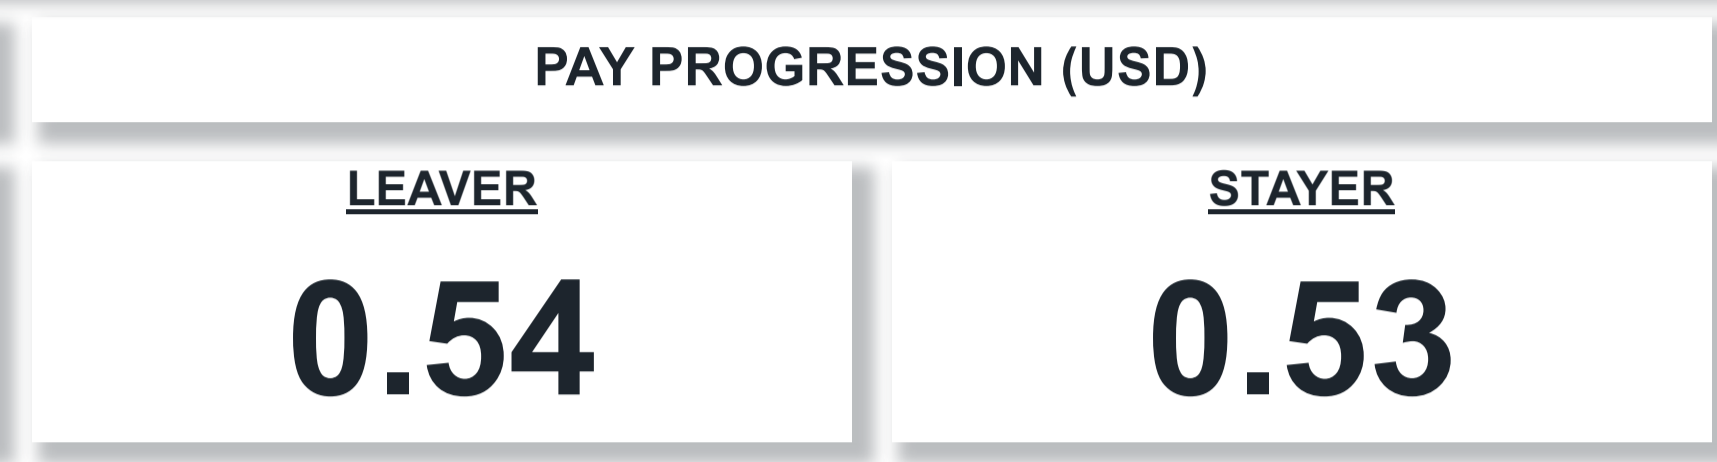 PAY PROGRESSION (USD)
LEAVER
STAYER
0.54
0.53